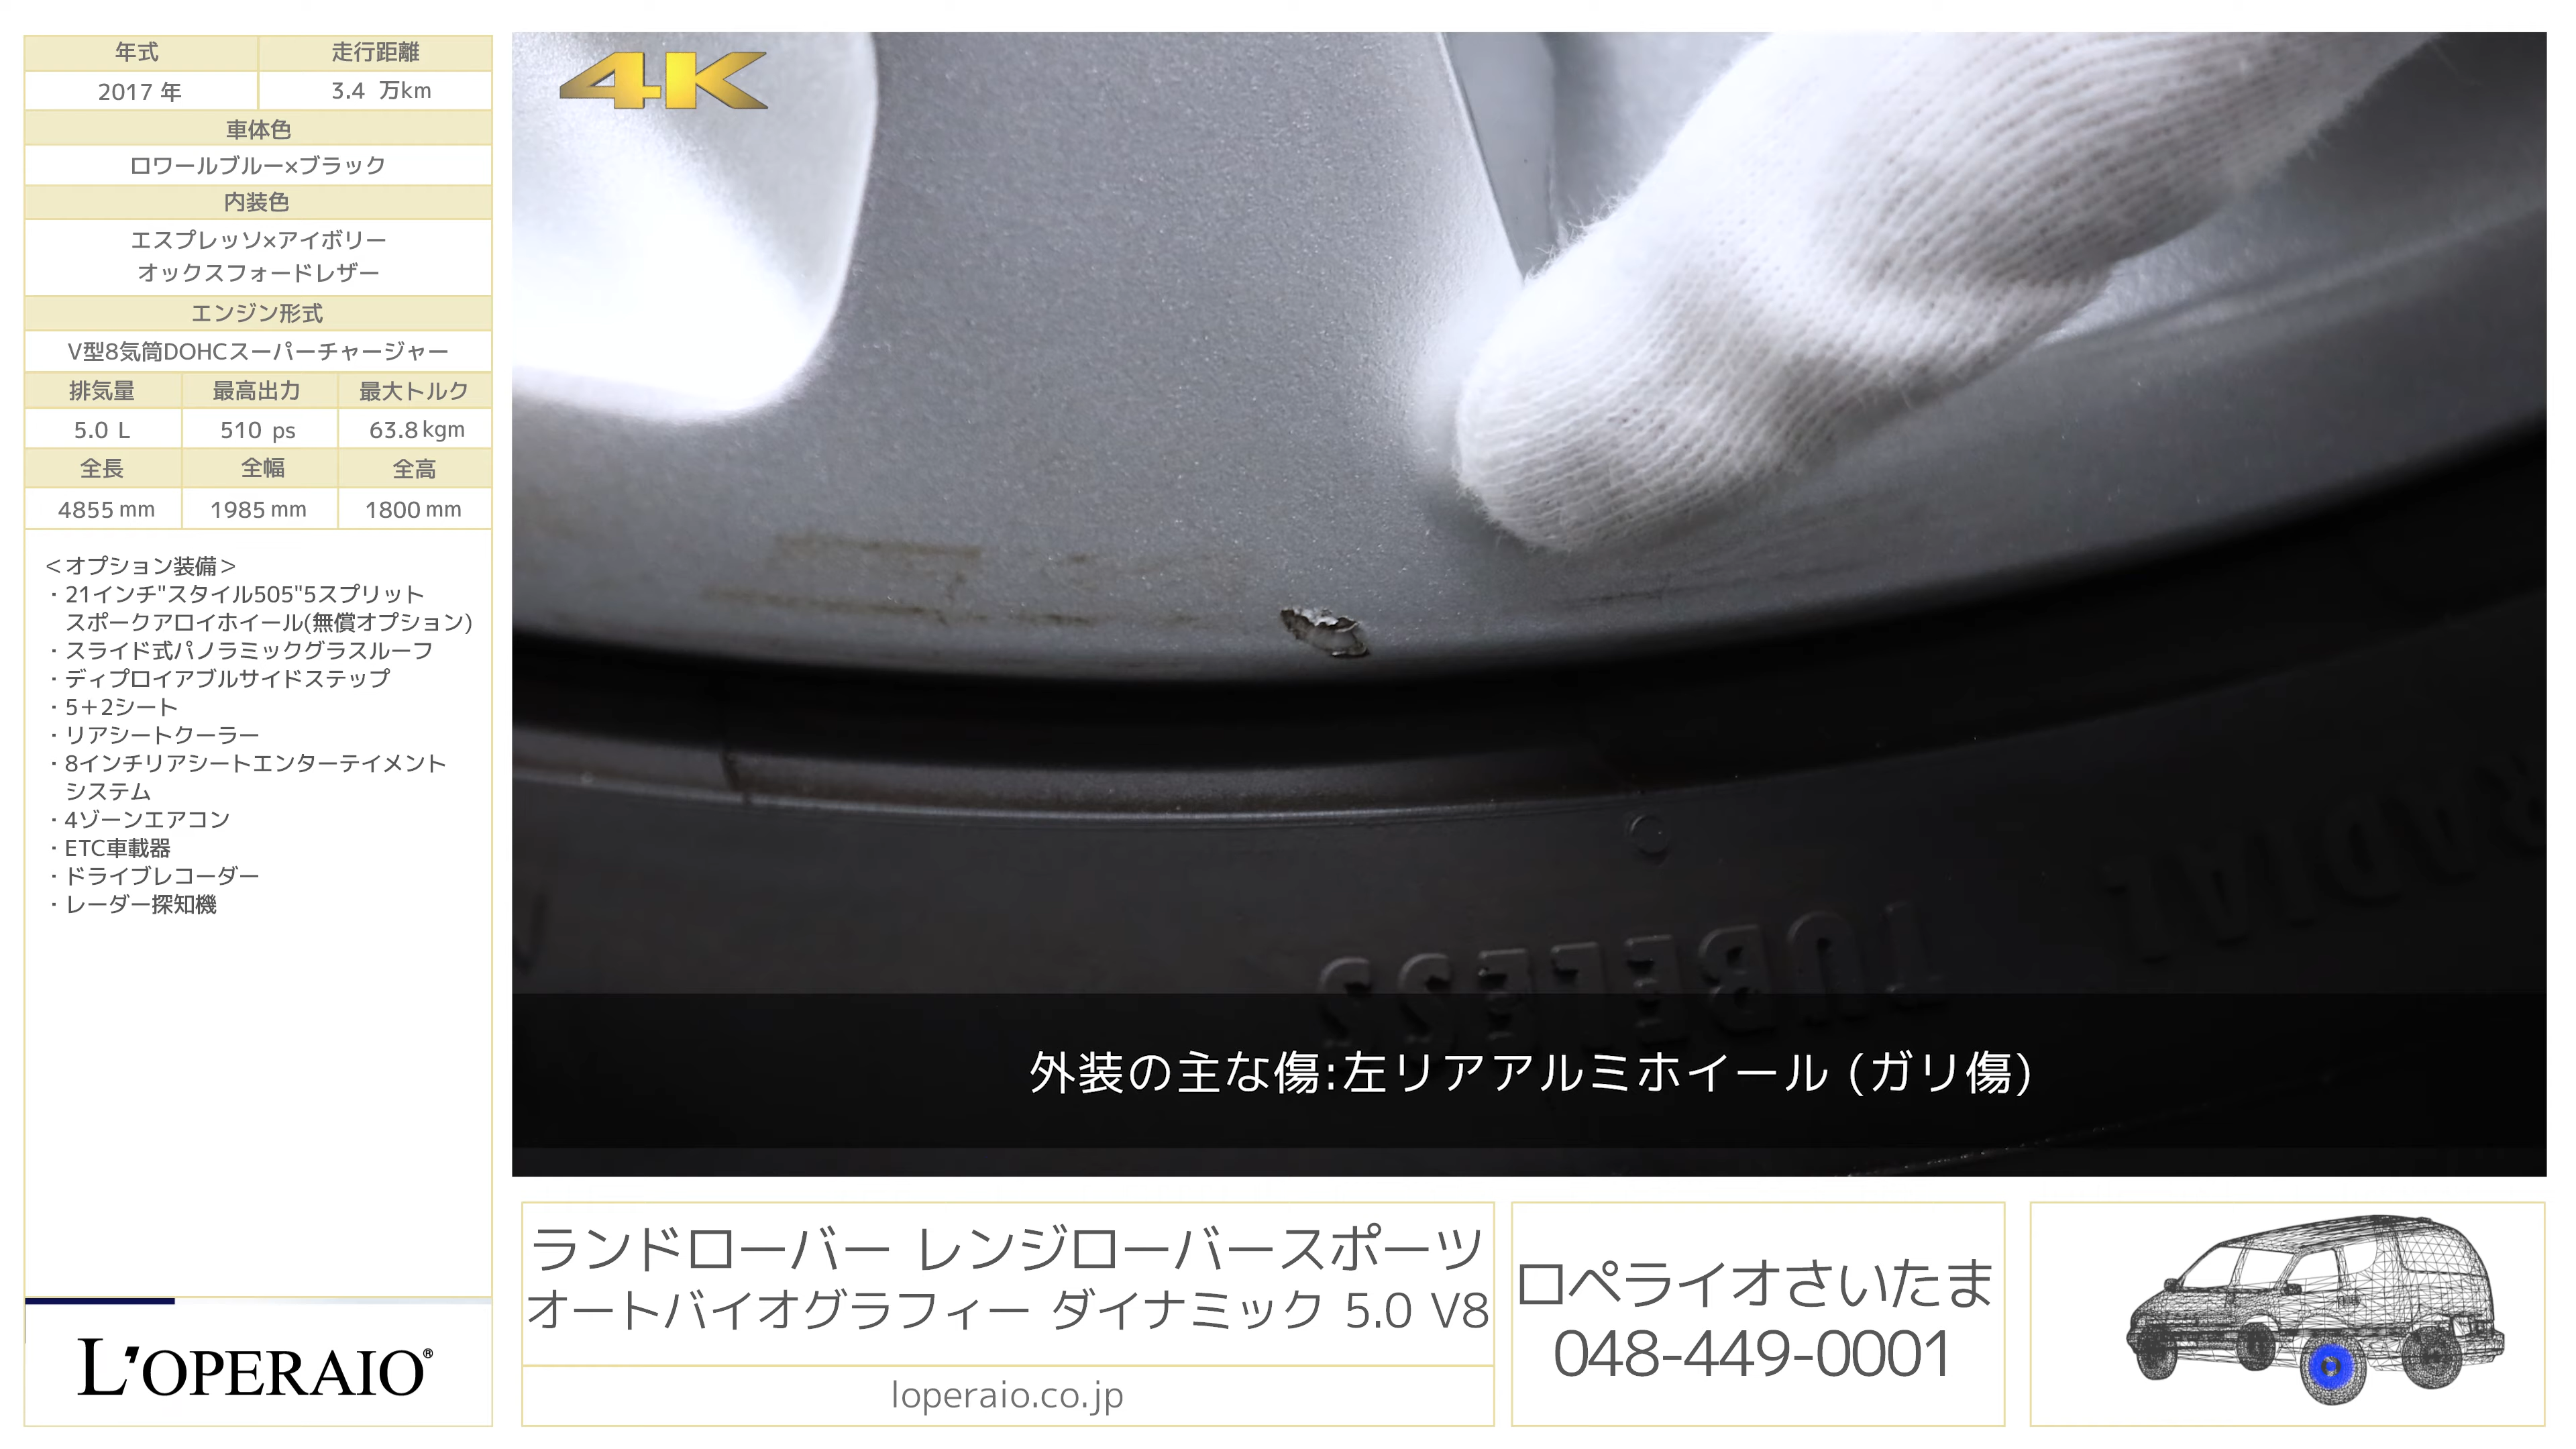 年式 走行距離
2017 年 3.4 万km
車体色
ロワールブルー×ブラック
内装色
エスプレッソ×アイボリー
オックスフォードレザー
エンジン形式
V型8気筒DOHCスーパーチャージャー
排気量 最高出力 最大トルク
5.0 L 510 ps 63.8 kgm
全長 全幅 全高
4855 mm 1985 mm 1800 mm
＜オプション装備＞
・21インチ"スタイル505"5スプリット
スポークアロイホイール(無償オプション)
・スライド式パノラミックグラスルーフ
・ディプロイアブルサイドステップ
・5＋2シート
・リアシートクーラー
・8インチリアシートエンターテイメント
システム
・4ゾーンエアコン
・ETC車載器
・ドライブレコーダー
・レーダー探知機
L'OPERAIO®
4K
RADIAL
TUBELESS
外装の主な傷:左リアアルミホイール (ガリ傷)
ランドローバー レンジローバースポーツ
オートバイオグラフィー ダイナミック 5.0 V8
loperaio.co.jp
ロペライオさいたま
048-449-0001